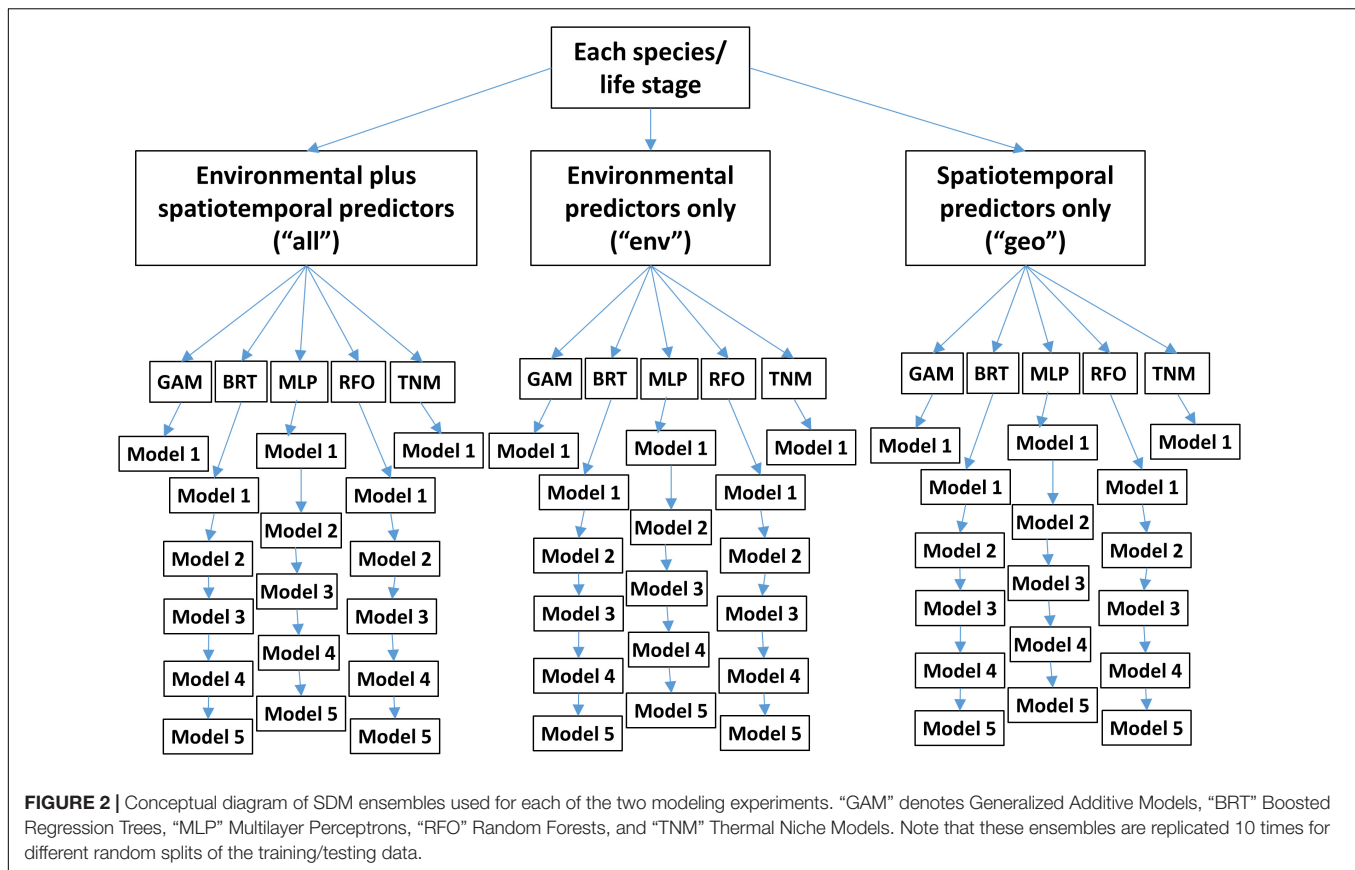 Each species/
life stage
Environmental plus
spatiotemporal predictors
(“all”)
Environmental
predictors only
(“env”)
Spatiotemporal
predictors only
(“geo”)
GAM
BRT
MLP
RFO
TNM
Model 1
Model 1
Model 2
Model 3
Model 4
Model 5
Model 1
Model 2
Model 3
Model 4
Model 5
Model 1
Model 2
Model 3
Model 4
Model 5
Model 1
GAM
BRT
MLP
RFO
TNM
Model 1
Model 1
Model 2
Model 3
Model 4
Model 5
Model 1
Model 2
Model 3
Model 4
Model 5
Model 1
Model 2
Model 3
Model 4
Model 5
Model 1
GAM
BRT
MLP
RFO
TNM
Model 1
Model 1
Model 2
Model 3
Model 4
Model 5
Model 1
Model 2
Model 3
Model 4
Model 5
Model 1
Model 2
Model 3
Model 4
Model 5
Model 1
FIGURE 2 | Conceptual diagram of SDM ensembles used for each of the two modeling experiments. “GAM” denotes Generalized Additive Models, “BRT” Boosted
Regression Trees, “MLP” Multilayer Perceptrons, “RFO” Random Forests, and “TNM” Thermal Niche Models. Note that these ensembles are replicated 10 times for
different random splits of the training/testing data.